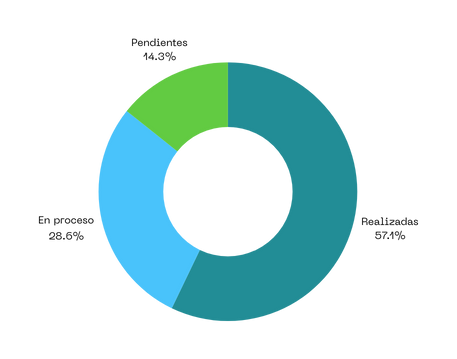 Pendientes
14.3%
En proceso
28.6%
Realizadas
57.1%